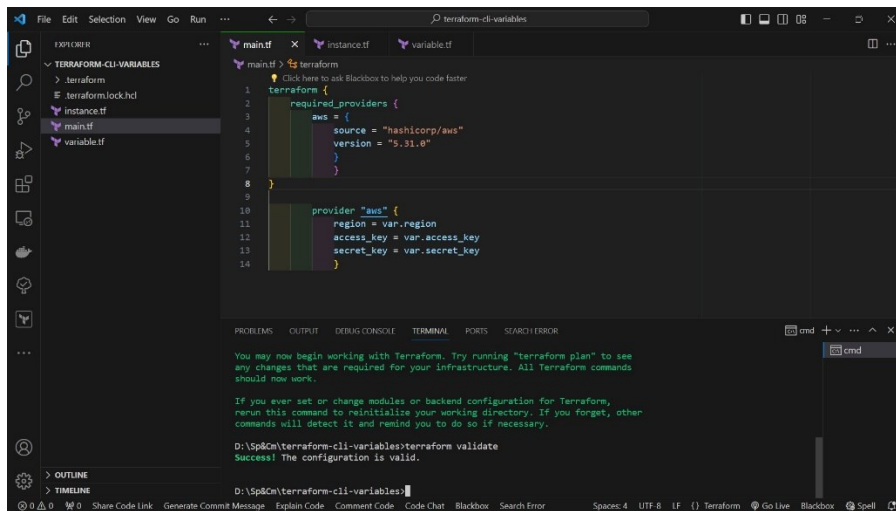 File Edit Selection View Go Run ... terraform-cli-variables
EXPLORER ...
TERRAFORM-CLI-VARIABLES
.terraform
.terraform.lock.hcl
instance.tf
main.tf
variable.tf
OUTLINE
TIMELINE
main.tf instance.tf variable.tf
main.tf > terraform
Click here to ask Blackbox to help you code faster
1 terraform {
2 required_providers {
3 aws = {
4 source = "hashicorp/aws"
5 version = "5.31.0"
6 }
7 }
8 }
9
10 provider "aws" {
11 region = var.region
12 access_key = var.access_key
13 secret_key = var.secret_key
14 }
PROBLEMS OUTPUT DEBUG CONSOLE TERMINAL PORTS SEARCH ERROR cmd
cmd
You may now begin working with Terraform. Try running "terraform plan" to see
any changes that are required for your infrastructure. All Terraform commands
should now work.
If you ever set or change modules or backend configuration for Terraform,
rerun this command to reinitialize your working directory. If you forget, other
commands will detect it and remind you to do so if necessary.
D:\Sp&Cm\terraform-cli-variables>terraform validate
Success! The configuration is valid.
D:\Sp&Cm\terraform-cli-variables>
0 0 0 Share Code Link Generate Commit Message Explain Code Comment Code Code Chat Blackbox Search Error Spaces: 4 UTF-8 LF {} Terraform Go Live Blackbox Spell